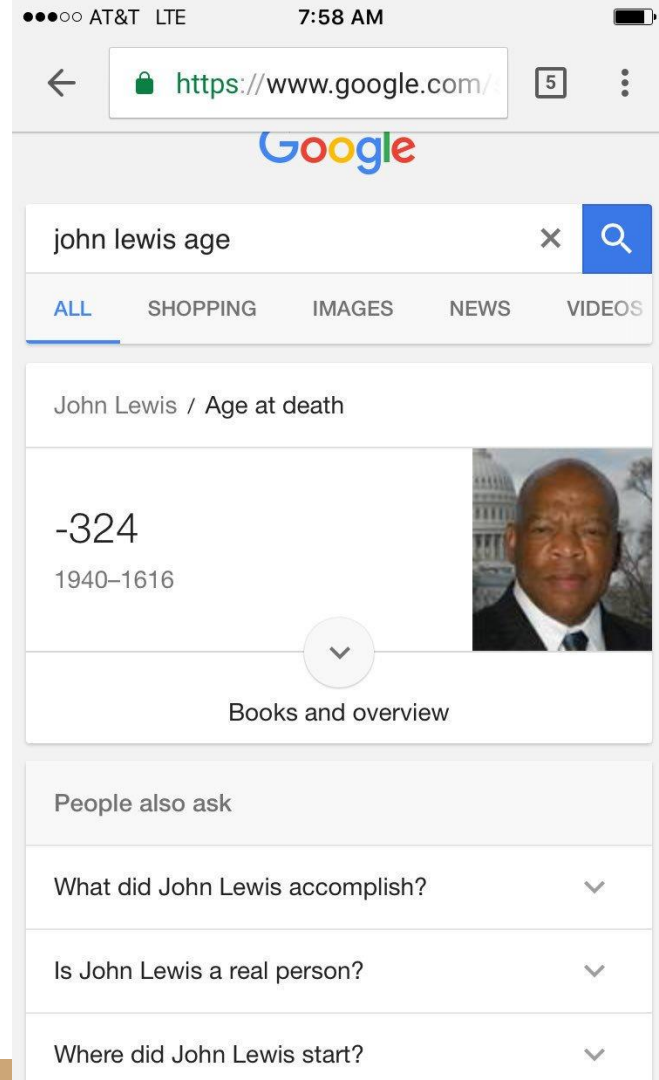 AT&T LTE 7:58 AM
https://www.google.com/
5
Google
john lewis age
ALL SHOPPING IMAGES NEWS VIDEOS
John Lewis / Age at death
-324
1940–1616
Books and overview
People also ask
What did John Lewis accomplish?
Is John Lewis a real person?
Where did John Lewis start?